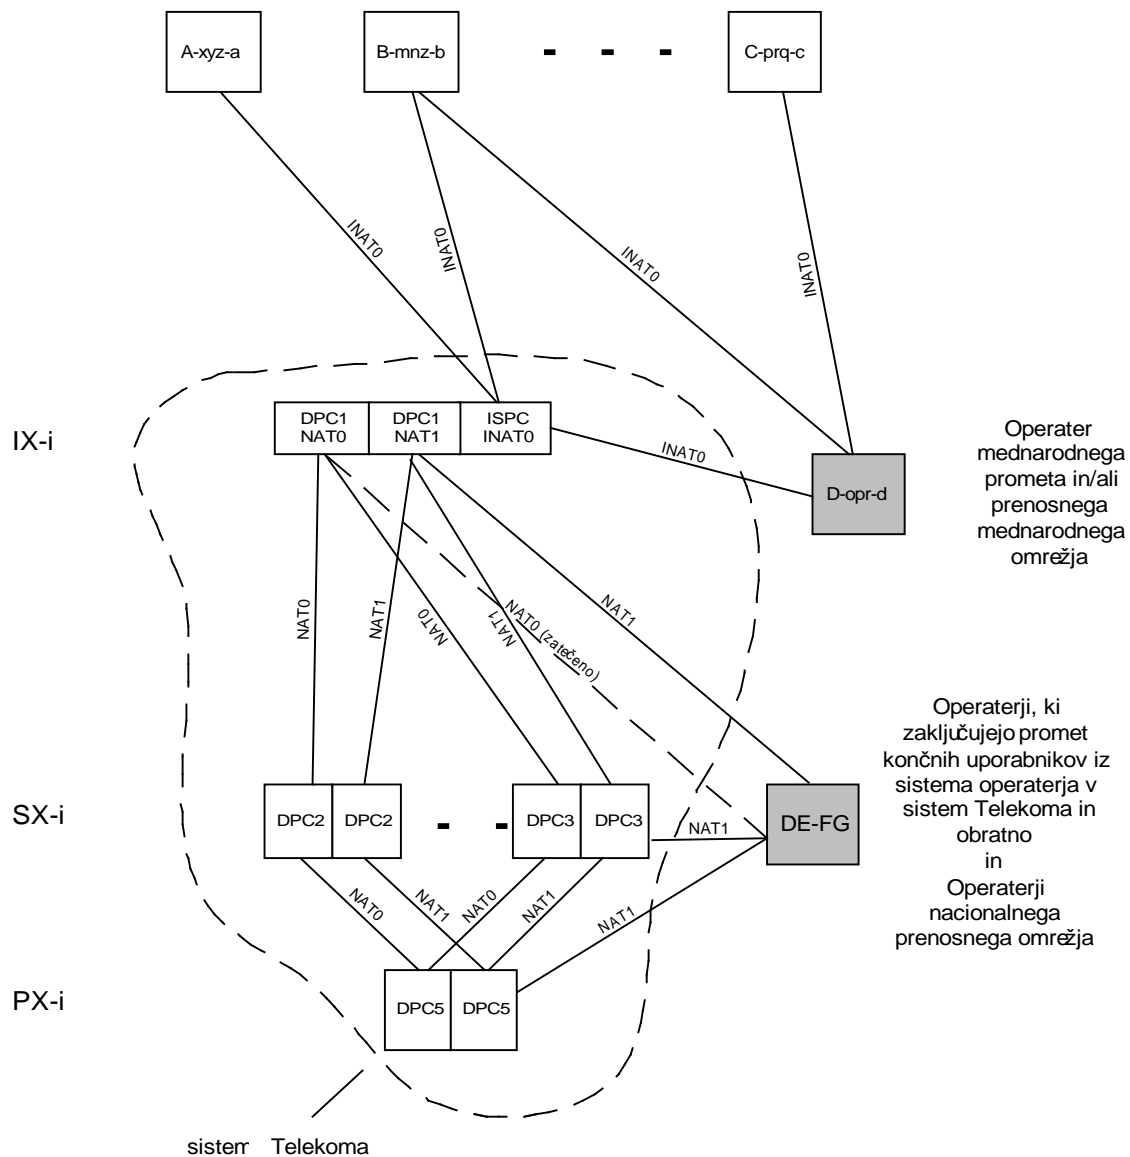 A-xyz-a
B-mnz-b
C-prq-c
INAT0
INAT0
INAT0
INAT0
IX-i
DPC1
NAT0
DPC1
NAT1
ISPC
INAT0
INAT0
D-opr-d
Operater
mednarodnega
prometa in/ali
prenosnega
mednarodnega
omrežja
NAT0
NAT1
NAT0
NAT1
NAT0 (zatečeno)
NAT1
SX-i
DPC2
DPC2
DPC3
DPC3
NAT1
DE-FG
Operaterji, ki
zaključujejo promet
končnih uporabnikov iz
sistema operaterja v
sistem Telekoma in
obratno
in
Operaterji
nacionalnega
prenosnega omrežja
NAT0
NAT1
NAT0
NAT1
NAT1
PX-i
DPC5
DPC5
sistem Telekoma